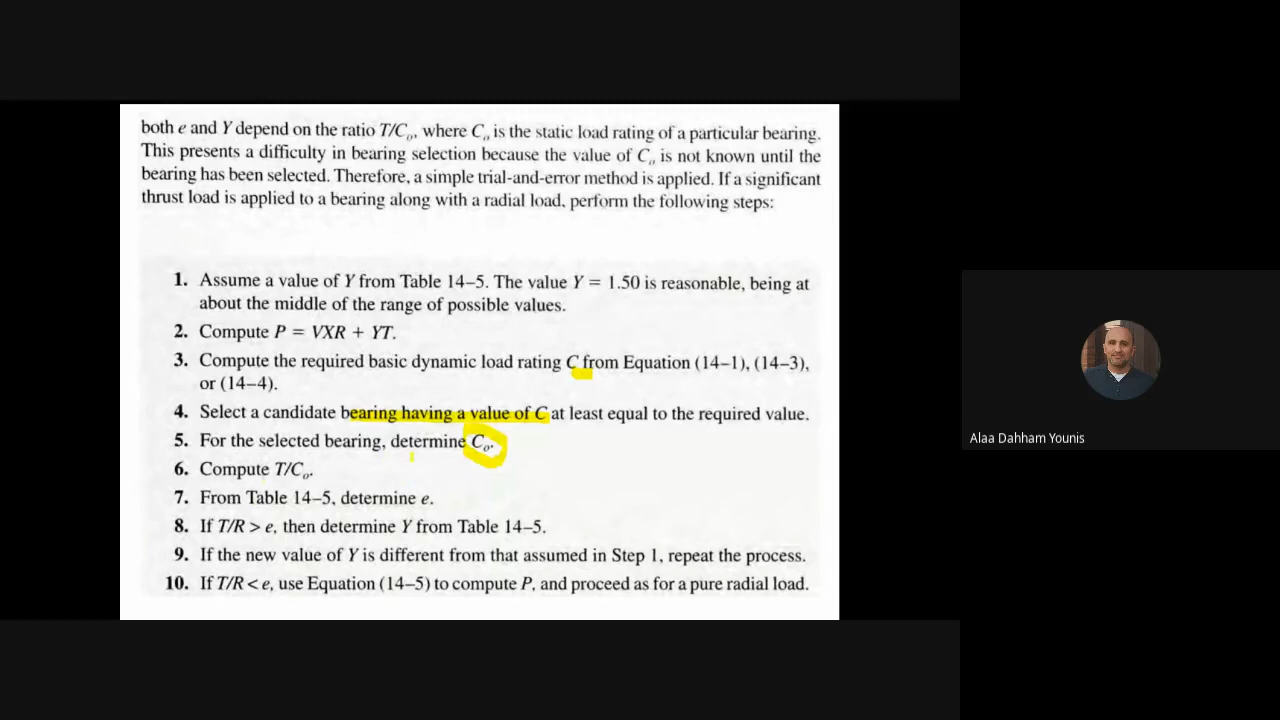 both e and Y depend on the ratio T/Cₒ, where Cₒ is the static load rating of a particular bearing.
This presents a difficulty in bearing selection because the value of Cₒ is not known until the
bearing has been selected. Therefore, a simple trial-and-error method is applied. If a significant
thrust load is applied to a bearing along with a radial load, perform the following steps:
1. Assume a value of Y from Table 14–5. The value Y = 1.50 is reasonable, being at
about the middle of the range of possible values.
2. Compute P = VXR + YT.
3. Compute the required basic dynamic load rating C from Equation (14–1), (14–3),
or (14–4).
4. Select a candidate bearing having a value of C at least equal to the required value.
5. For the selected bearing, determine Cₒ.
6. Compute T/Cₒ.
7. From Table 14–5, determine e.
8. If T/R > e, then determine Y from Table 14–5.
9. If the new value of Y is different from that assumed in Step 1, repeat the process.
10. If T/R < e, use Equation (14–5) to compute P, and proceed as for a pure radial load.
Alaa Dahham Younis